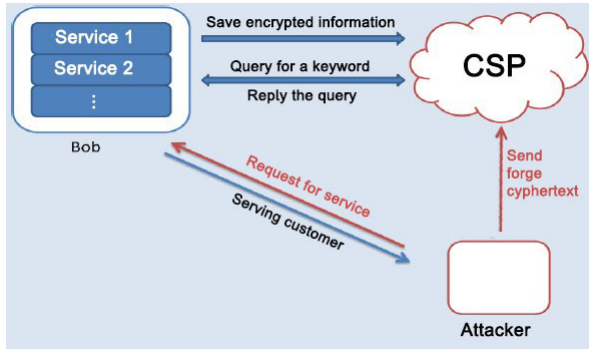 Service 1
Service 2
⋮
Bob
Save encrypted information
Query for a keyword
Reply the query
CSP
Request for service
Serving customer
Send
forge
cyphertext
Attacker